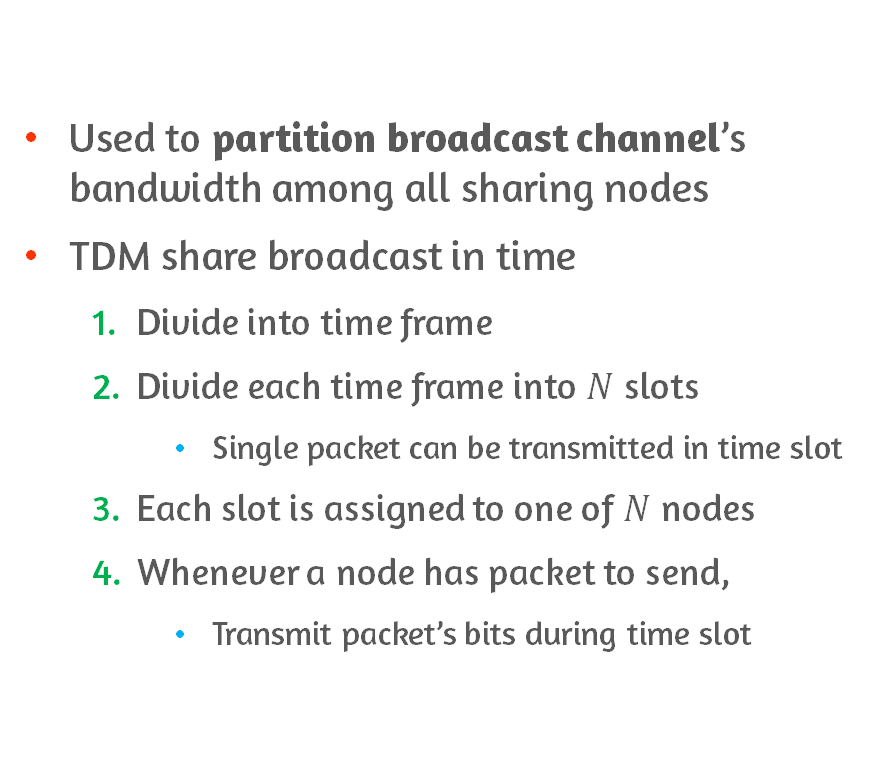 • Used to partition broadcast channel’s
bandwidth among all sharing nodes
• TDM share broadcast in time
1. Divide into time frame
2. Divide each time frame into N slots
• Single packet can be transmitted in time slot
3. Each slot is assigned to one of N nodes
4. Whenever a node has packet to send,
• Transmit packet’s bits during time slot